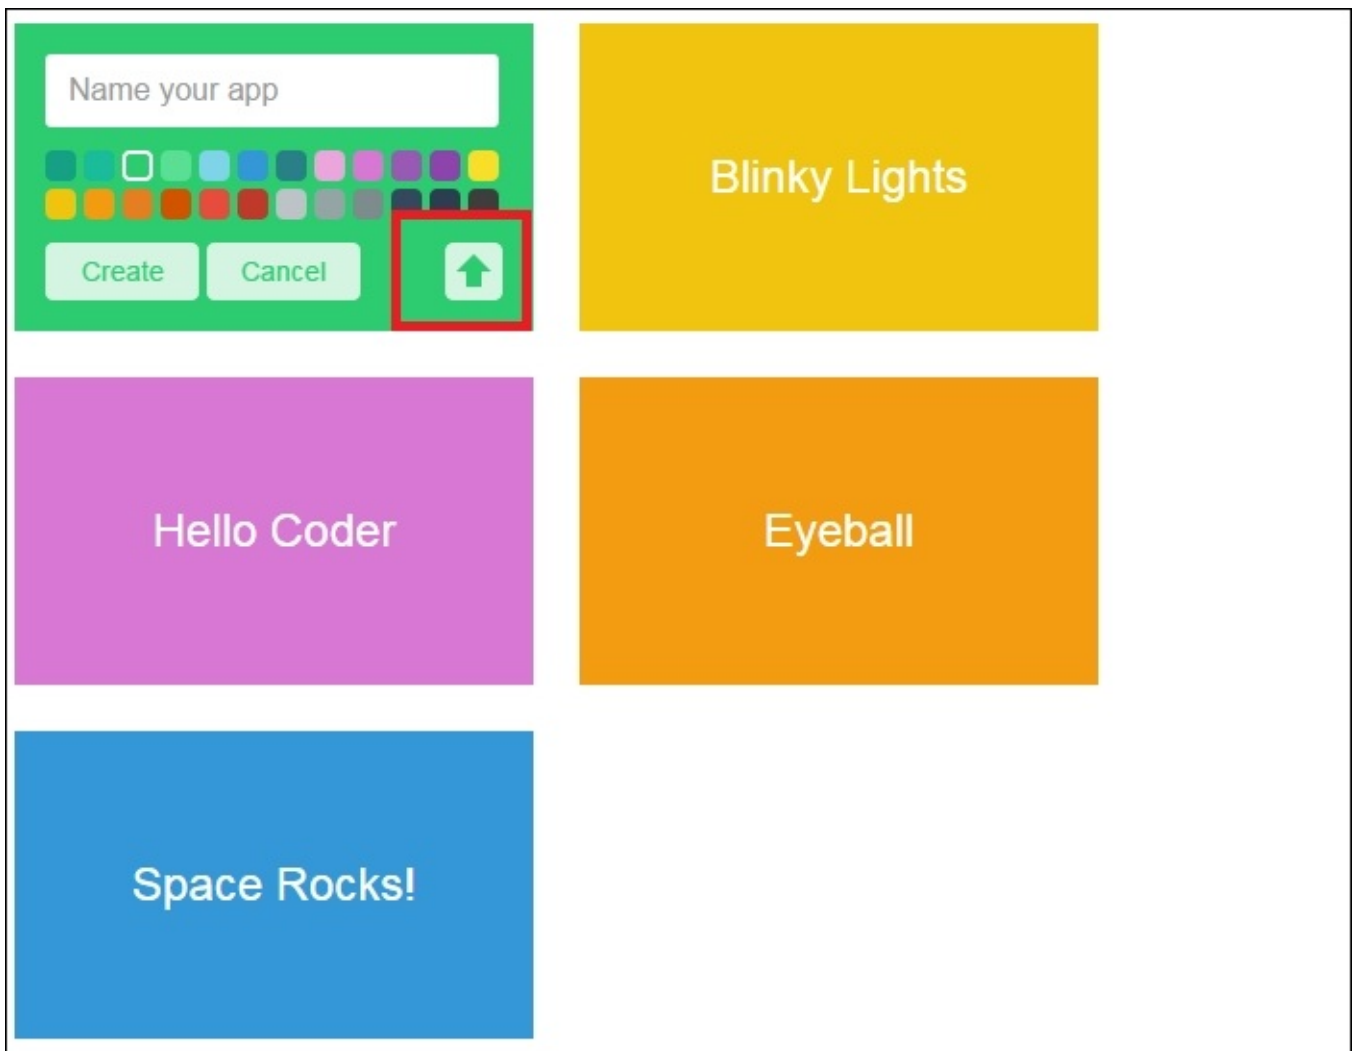 Name your app
Create
Cancel
Blinky Lights
Hello Coder
Eyeball
Space Rocks!